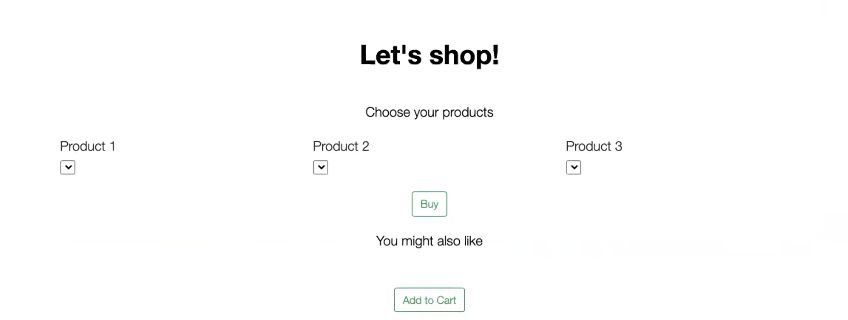 Let's shop!
Choose your products
Product 1 Product 2 Product 3
Buy
You might also like
Add to Cart